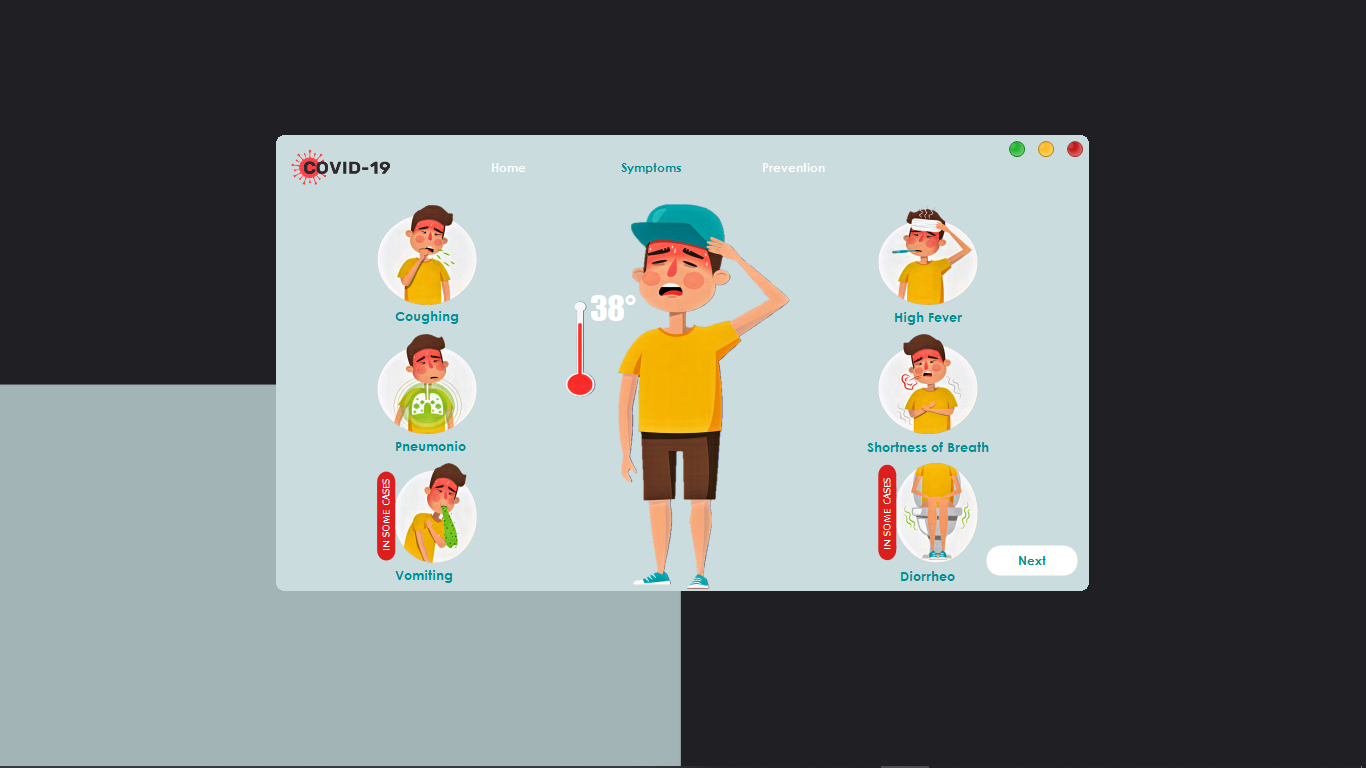 COVID-19
Home
Symptoms
Prevention
38°
Coughing
High Fever
Pneumonio
Shortness of Breath
IN SOME CASES
Vomiting
IN SOME CASES
Diorrheo
Next